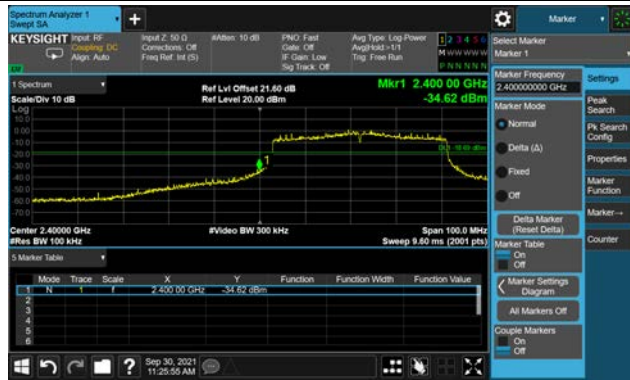 Spectrum Analyzer 1
Swept SA
Marker
KEYSIGHT
Input: RF
Coupling: DC
Align: Auto
Input Z: 50 Ω
Corrections: Off
Freq Ref: Int (S)
#Atten: 10 dB
PNO: Fast
Gate: Off
IF Gain: Low
Sig Track: Off
Avg Type: Log-Power
Avg|Hold:>1/1
Trig: Free Run
1 2 3 4 5 6
M W W W W W
P N N N N N
Select Marker
Marker 1
1 Spectrum
Scale/Div 10 dB
Ref Lvl Offset 21.60 dB
Ref Level 20.00 dBm
Mkr1 2.400 00 GHz
-34.62 dBm
Log
10.0
0.00
-10.0
-20.0
-30.0
-40.0
-50.0
-60.0
-70.0
1
Center 2.40000 GHz
#Res BW 100 kHz
#Video BW 300 kHz
Span 100.0 MHz
Sweep 9.60 ms (2001 pts)
5 Marker Table
Mode Trace Scale X Y Function Function Width Function Value
1 N 1 f 2.400 00 GHz -34.62 dBm
2
3
4
5
6
Marker Frequency
2.400000000 GHz
Marker Mode
Normal
Delta (Δ)
Fixed
Off
Delta Marker
(Reset Delta)
Marker Table
On
Off
Marker Settings
Diagram
All Markers Off
Couple Markers
On
Off
Settings
Peak
Search
Pk Search
Config
Properties
Marker
Function
Marker→
Counter
?
Sep 30, 2021
11:25:55 AM